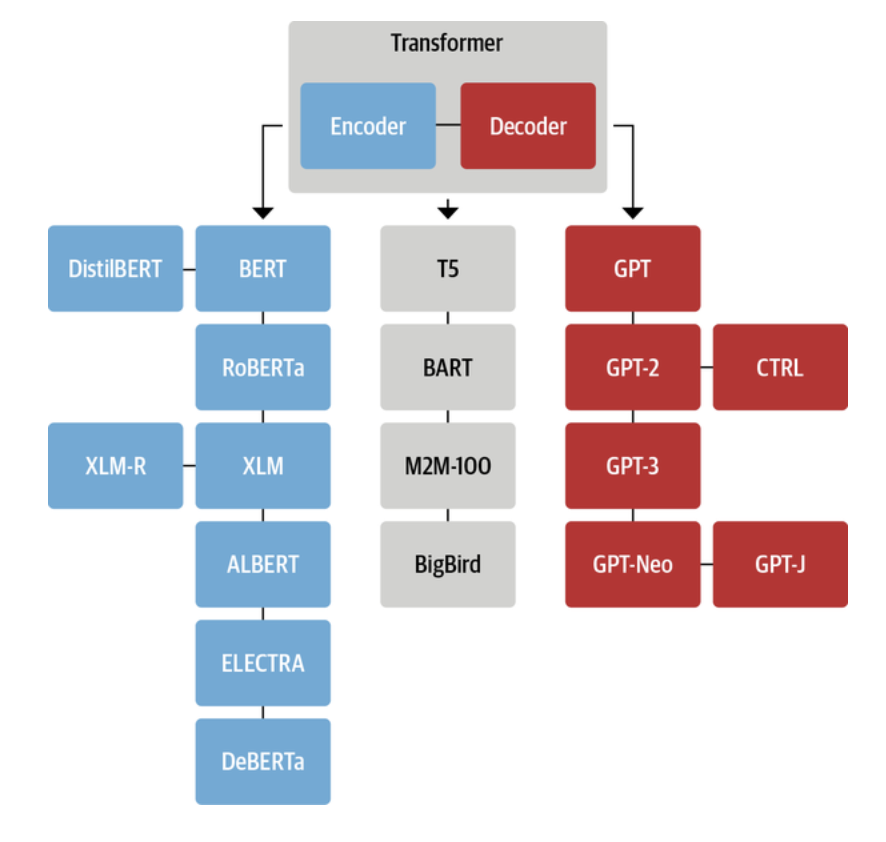 Transformer
Encoder
Decoder
DistilBERT
BERT
T5
GPT
RoBERTa
BART
GPT-2
CTRL
XLM-R
XLM
M2M-100
GPT-3
ALBERT
BigBird
GPT-Neo
GPT-J
ELECTRA
DeBERTa